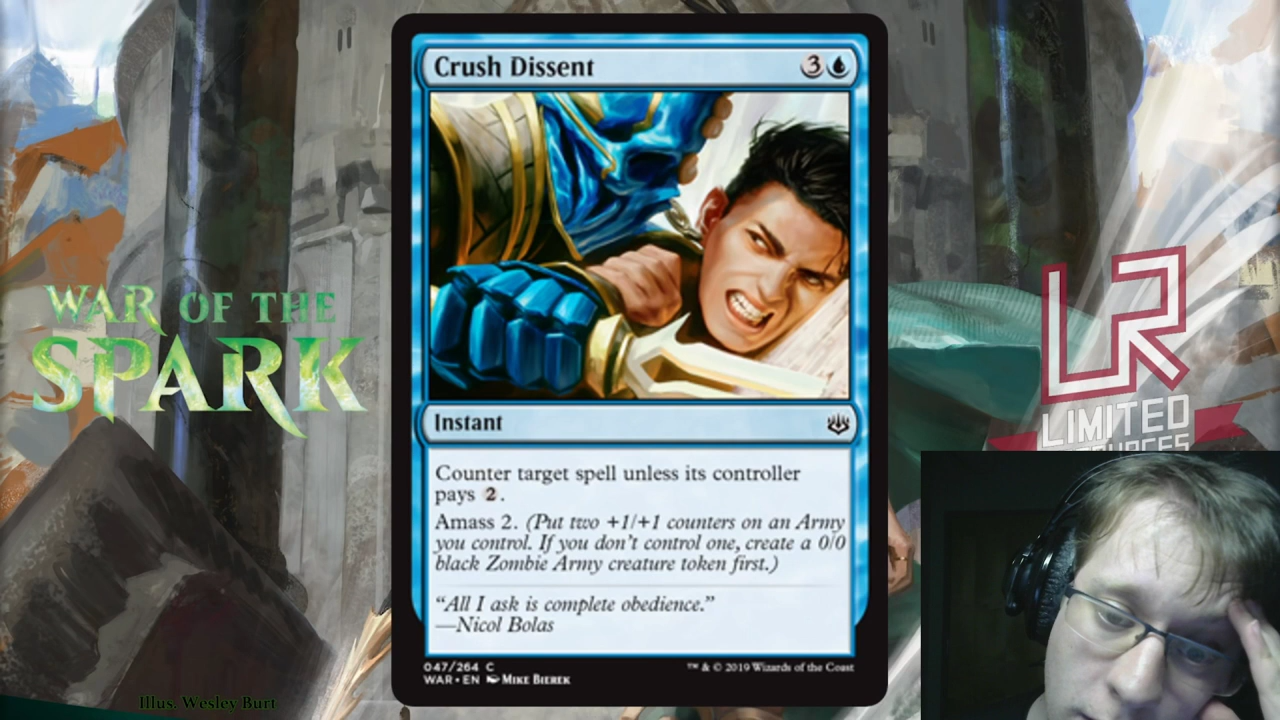 Crush Dissent 3
WAR OF THE
SPARK
LR
LIMITED
RESOURCES
Instant
Counter target spell unless its controller
pays 2.
Amass 2. (Put two +1/+1 counters on an Army
you control. If you don't control one, create a 0/0
black Zombie Army creature token first.)
"All I ask is complete obedience."
—Nicol Bolas
047/264 C
WAR • EN Mike Bierek
™ & © 2019 Wizards of the Coast
Illus. Wesley Burt